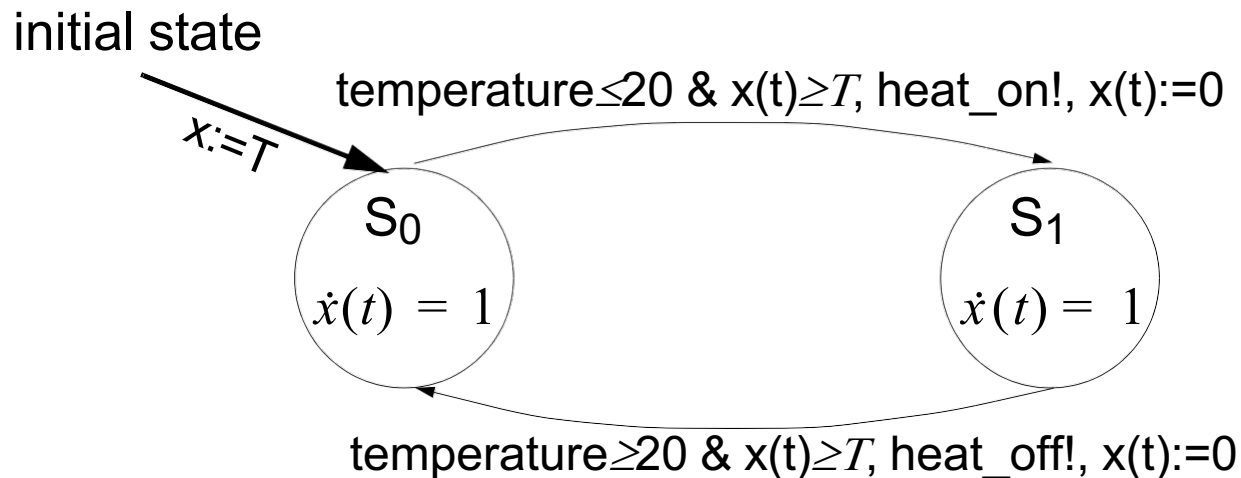 initial state
temperature≤20 & x(t)≥T, heat_on!, x(t):=0
x:=T
S₀
S₁
ẋ(t) = 1
ẋ(t) = 1
temperature≥20 & x(t)≥T, heat_off!, x(t):=0